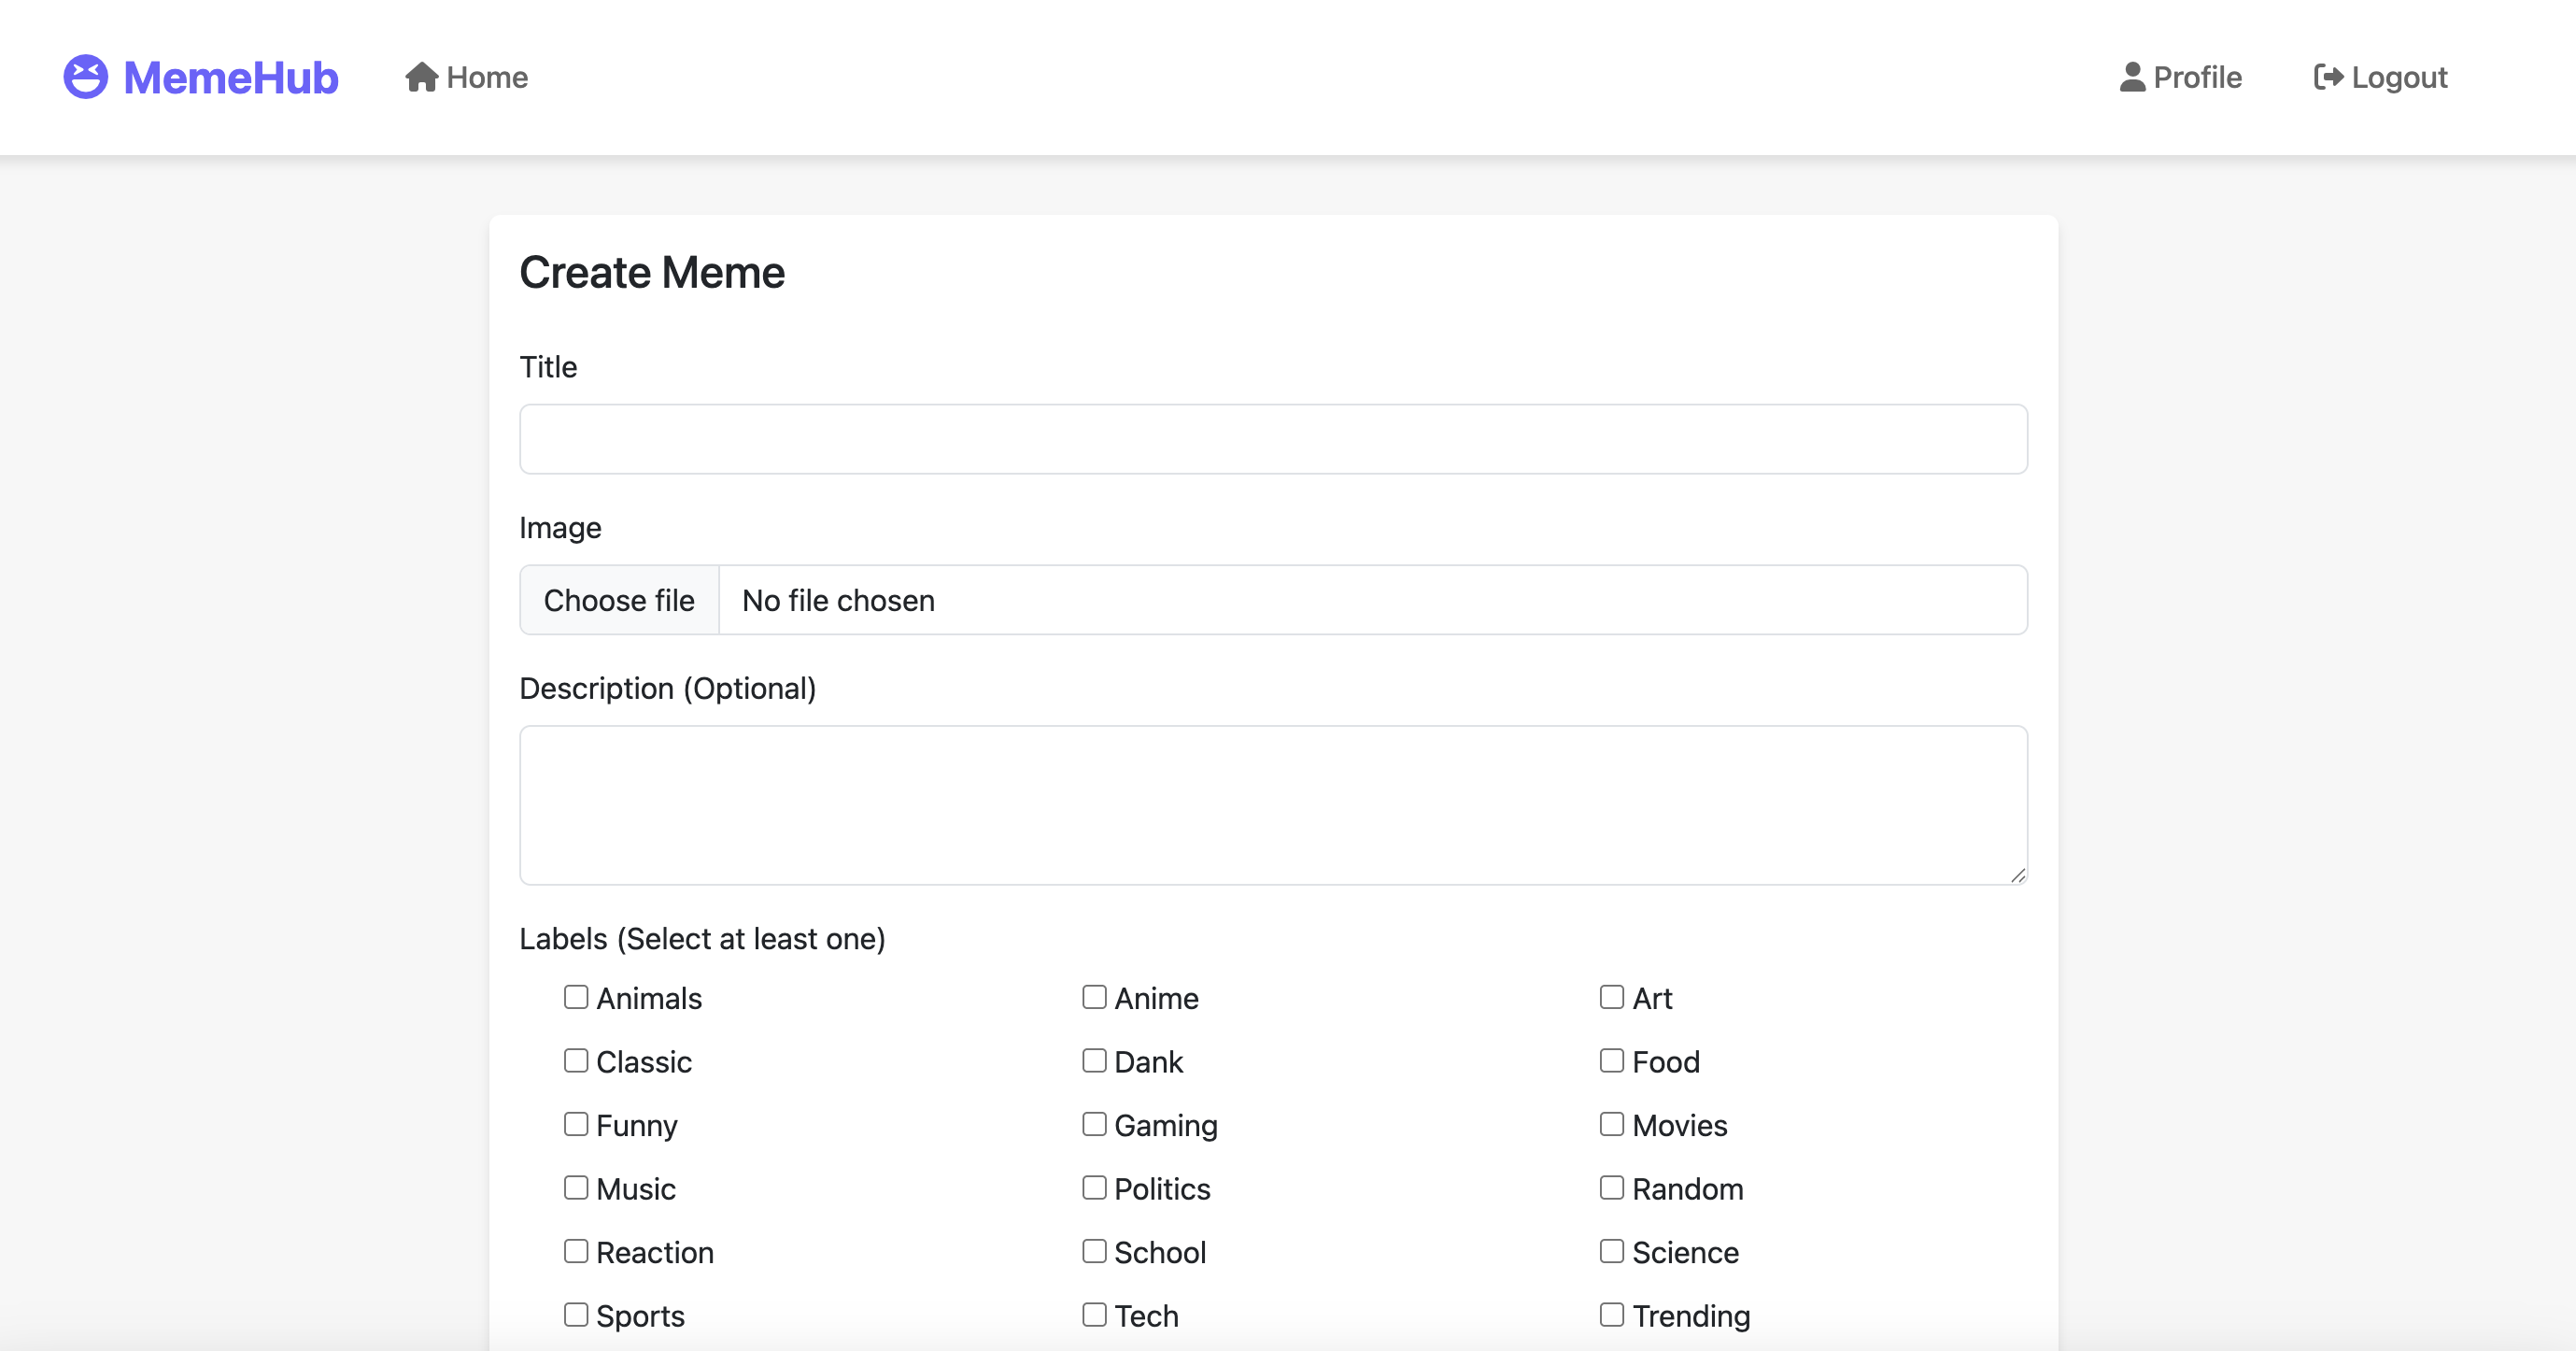 MemeHub Home Profile Logout
Create Meme
Title
Image
Choose file No file chosen
Description (Optional)
Labels (Select at least one)
Animals Anime Art
Classic Dank Food
Funny Gaming Movies
Music Politics Random
Reaction School Science
Sports Tech Trending